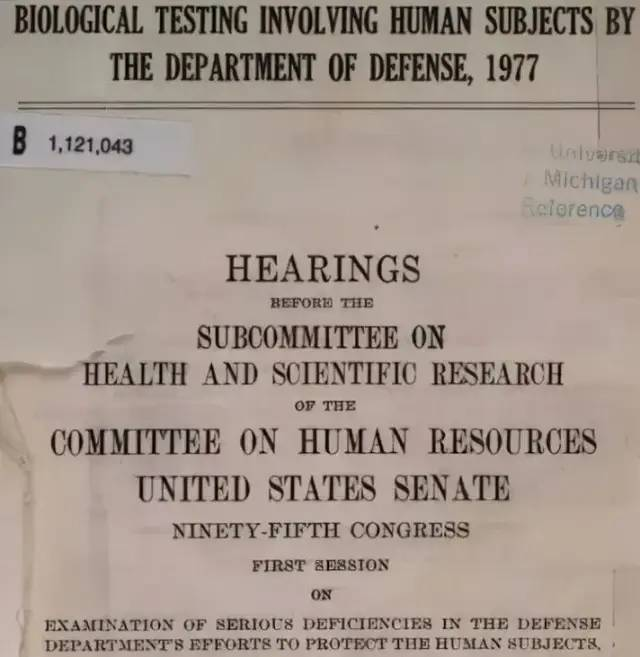 BIOLOGICAL TESTING INVOLVING HUMAN SUBJECTS BY
THE DEPARTMENT OF DEFENSE, 1977
B 1,121,043
Michigan
Reference
HEARINGS
BEFORE THE
SUBCOMMITTEE ON
HEALTH AND SCIENTIFIC RESEARCH
OF THE
COMMITTEE ON HUMAN RESOURCES
UNITED STATES SENATE
NINETY-FIFTH CONGRESS
FIRST SESSION
ON
EXAMINATION OF SERIOUS DEFICIENCIES IN THE DEFENSE
DEPARTMENT'S EFFORTS TO PROTECT THE HUMAN SUBJECTS,